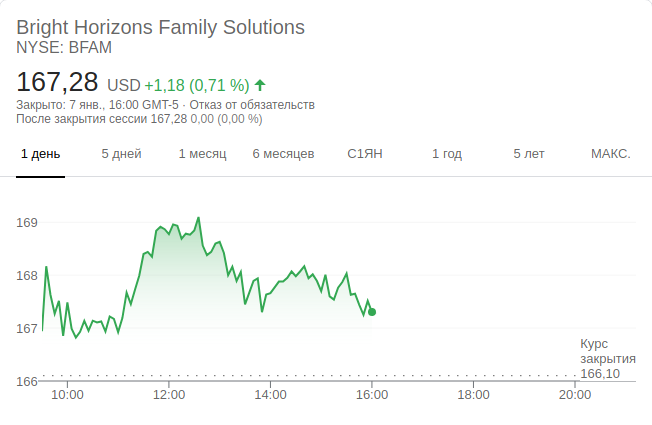 Bright Horizons Family Solutions
NYSE: BFAM
167,28 USD +1,18 (0,71 %)
Закрыто: 7 янв., 16:00 GMT-5 · Отказ от обязательств
После закрытия сессии 167,28 0,00 (0,00 %)
1 день 5 дней 1 месяц 6 месяцев С1ЯН 1 год 5 лет МАКС.
169
168
167
Курс
закрытия
166,10
166
10:00 12:00 14:00 16:00 18:00 20:00